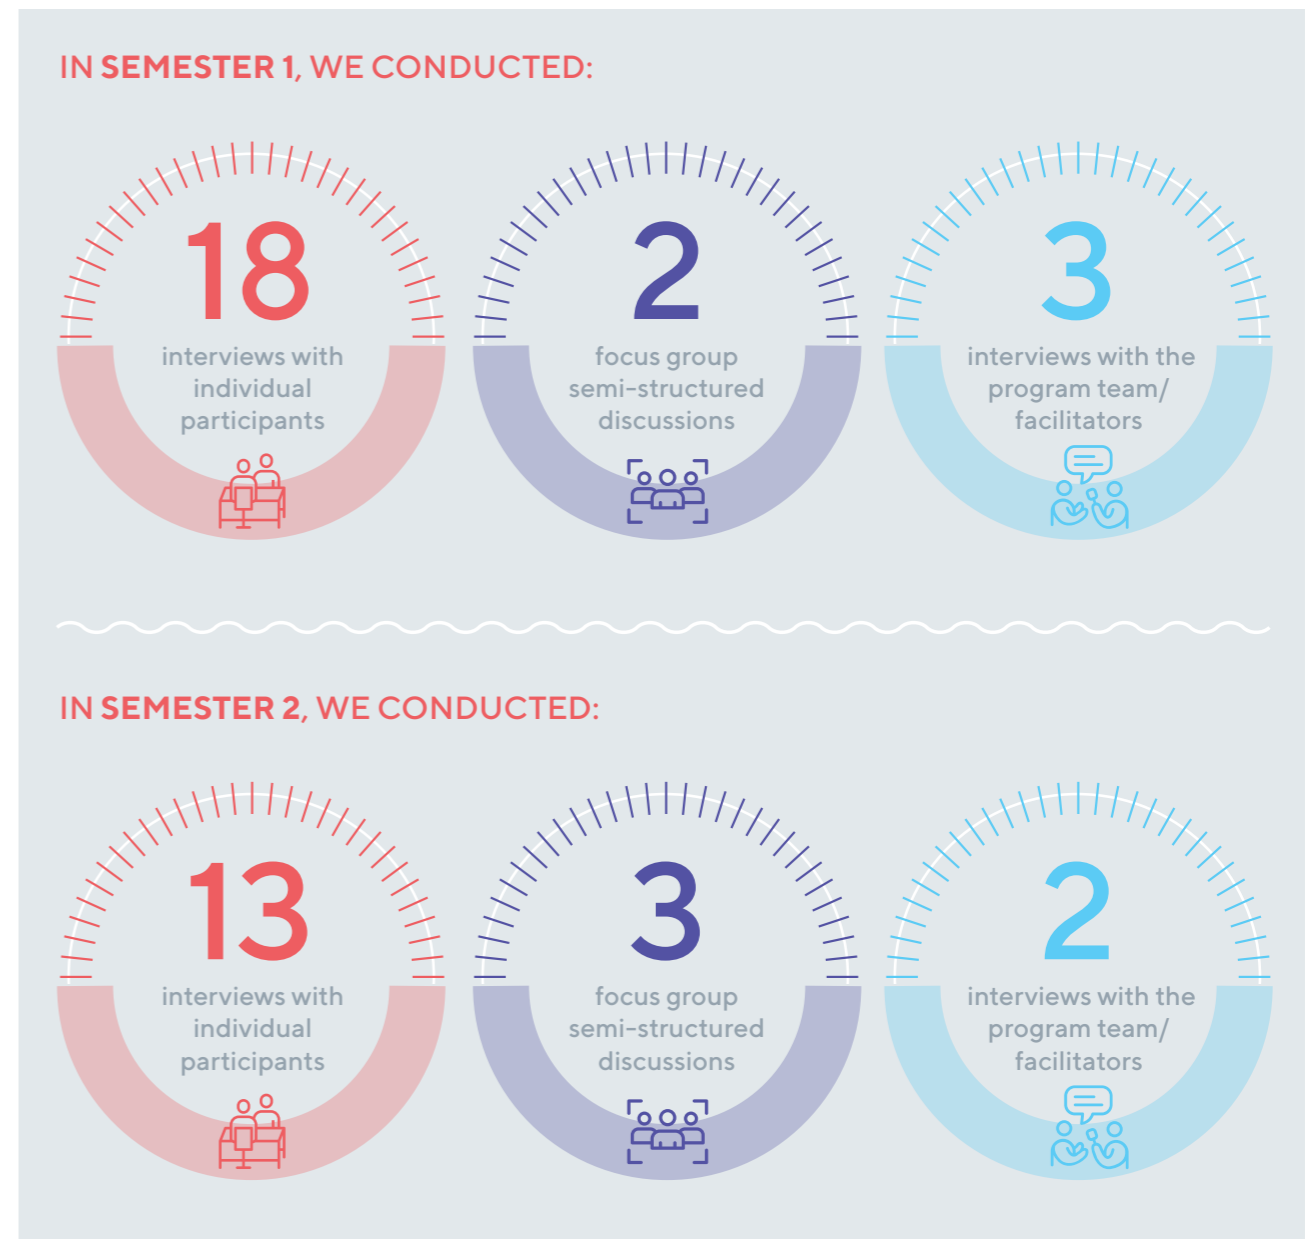 IN SEMESTER 1, WE CONDUCTED:
18
interviews with
individual
participants
2
focus group
semi-structured
discussions
3
interviews with the
program team/
facilitators
IN SEMESTER 2, WE CONDUCTED:
13
interviews with
individual
participants
3
focus group
semi-structured
discussions
2
interviews with the
program team/
facilitators